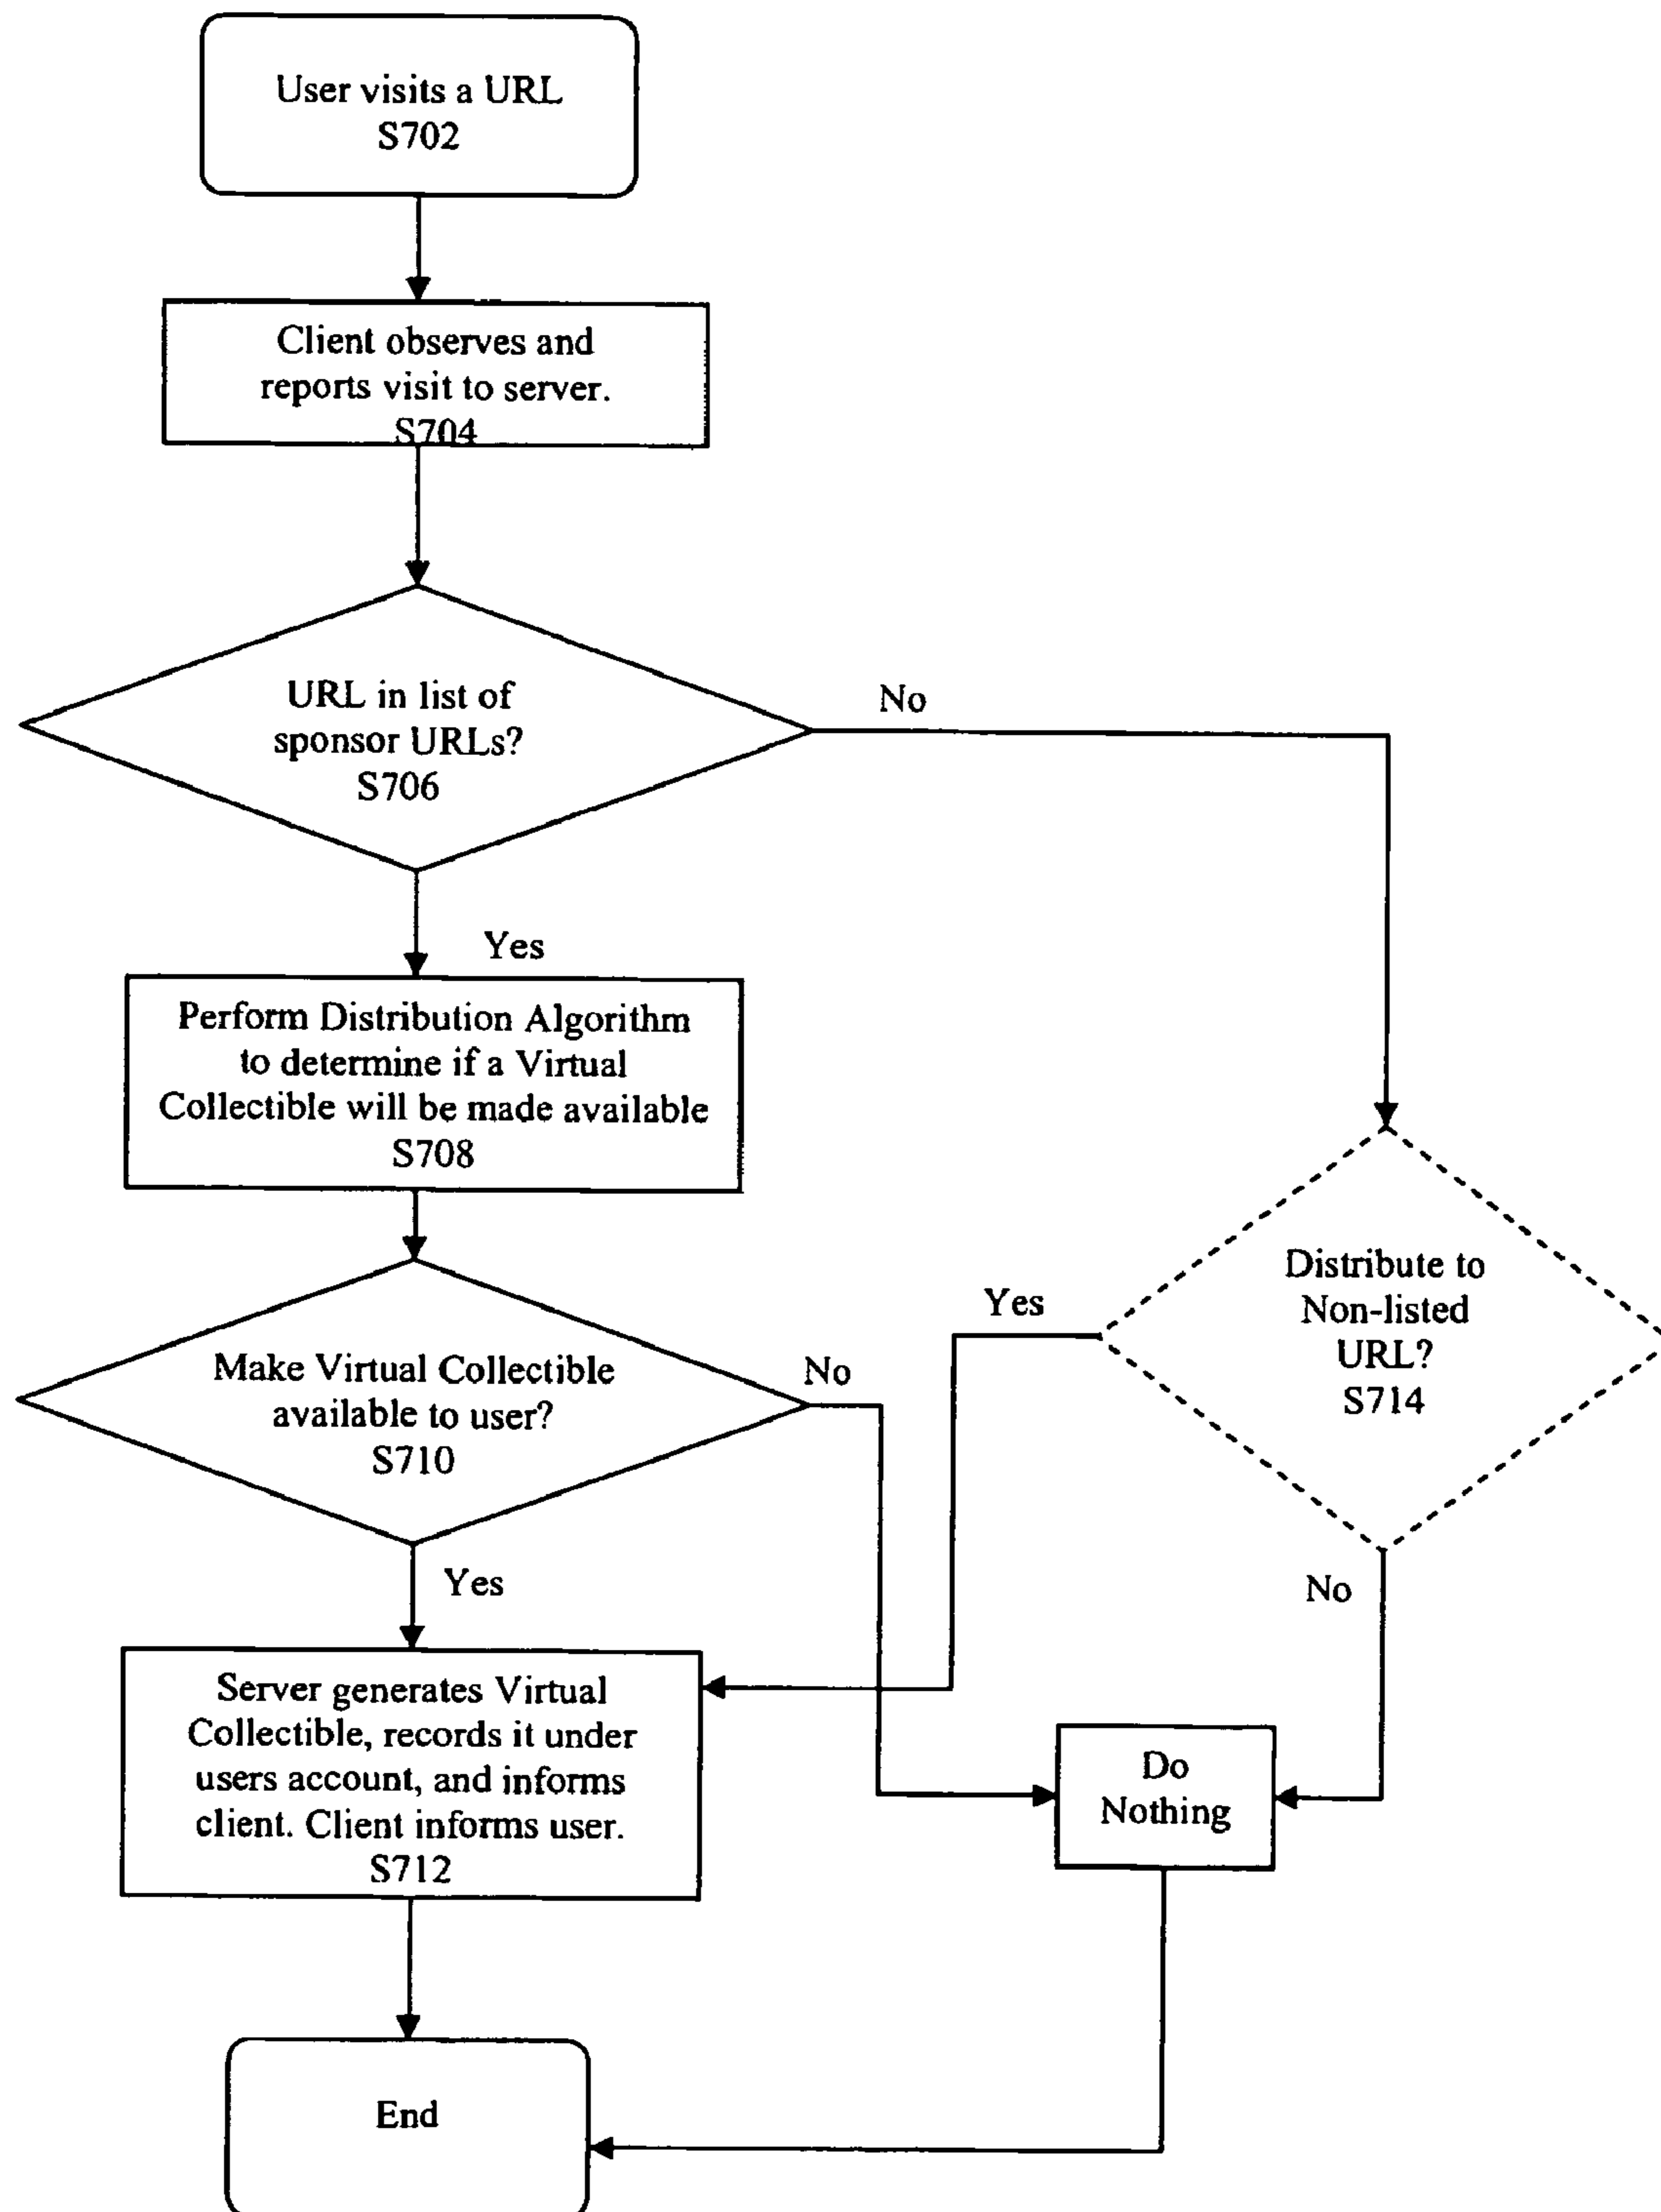 User visits a URL
S702
Client observes and
reports visit to server.
S704
URL in list of
sponsor URLs?
S706
No
Yes
Perform Distribution Algorithm
to determine if a Virtual
Collectible will be made available
S708
Make Virtual Collectible
available to user?
S710
No
Yes
Distribute to
Non-listed
URL?
S714
Yes
No
Server generates Virtual
Collectible, records it under
users account, and informs
client. Client informs user.
S712
Do
Nothing
End